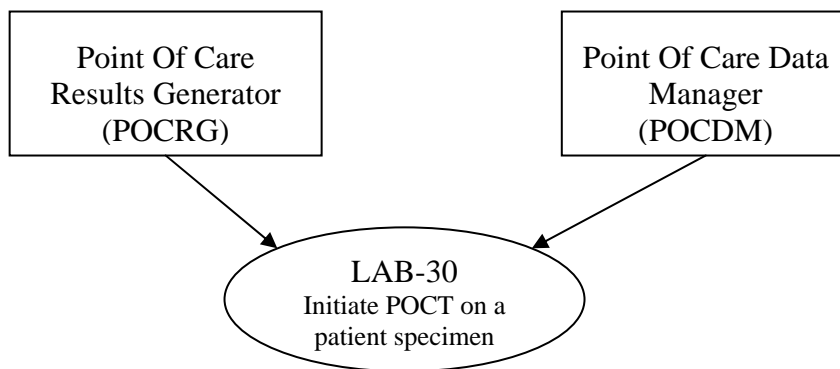 Point Of Care
Results Generator
(POCRG)
Point Of Care Data
Manager
(POCDM)
LAB-30
Initiate POCT on a
patient specimen